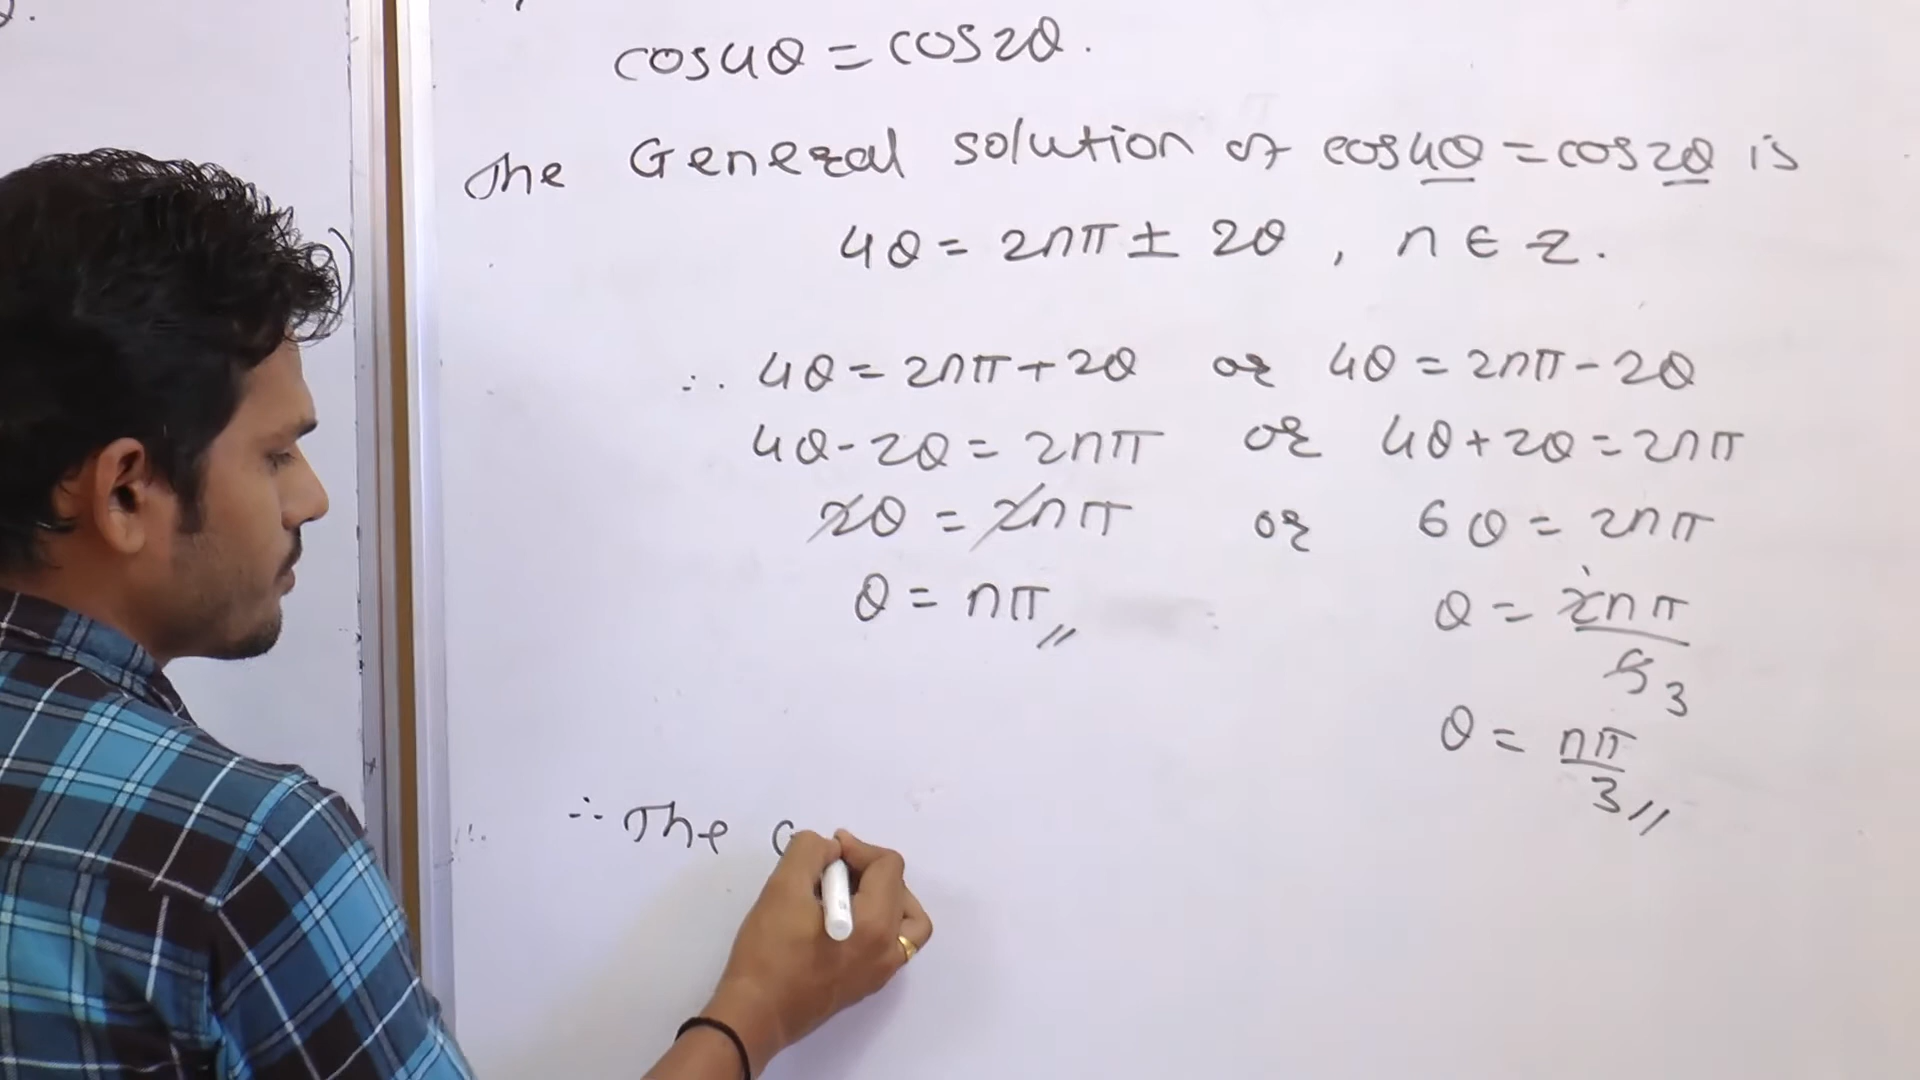 cos4θ = cos2θ.
The General solution of cos4θ = cos2θ is
4θ = 2nπ ± 2θ , n ∈ Z.
∴ 4θ = 2nπ + 2θ or 4θ = 2nπ - 2θ
4θ - 2θ = 2nπ or 4θ + 2θ = 2nπ
2θ = 2nπ or 6θ = 2nπ
θ = nπ // θ = 2nπ/6 3
θ = nπ/3 //
∴ The